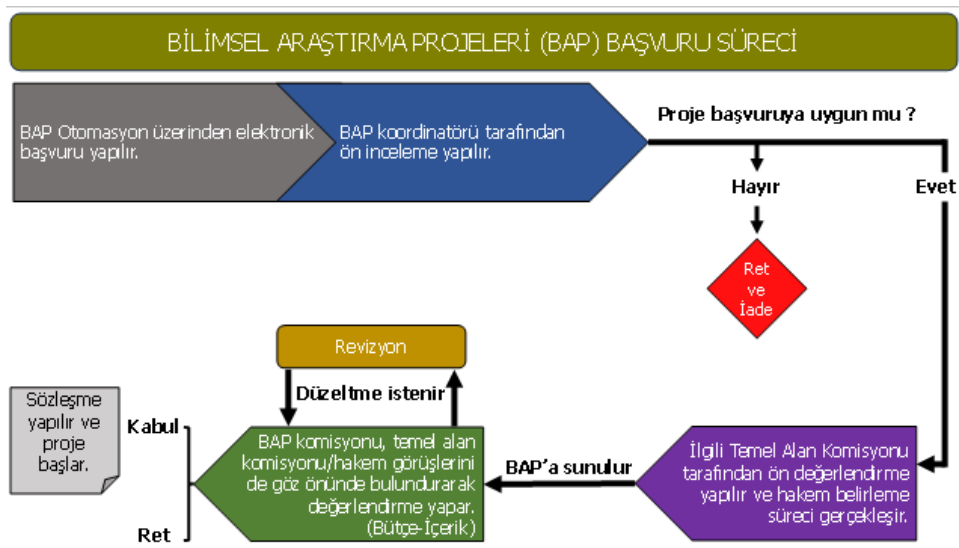 BİLİMSEL ARAŞTIRMA PROJELERİ (BAP) BAŞVURU SÜRECİ
BAP Otomasyon üzerinden elektronik
başvuru yapılır.
BAP koordinatörü tarafından
ön inceleme yapılır.
Proje başvuruya uygun mu ?
Hayır
Evet
Ret
ve
İade
Revizyon
Düzeltme istenir
Sözleşme
yapılır ve
proje
başlar.
Kabul
Ret
BAP komisyonu, temel alan
komisyonu/hakem görüşlerini
de göz önünde bulundurarak
değerlendirme yapar.
(Bütçe-İçerik)
BAP'a sunulur
İlgili Temel Alan Komisyonu
tarafından ön değerlendirme
yapılır ve hakem belirleme
süreci gerçekleşir.